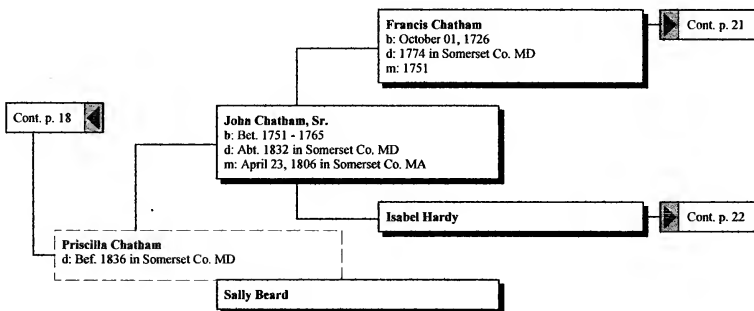 Francis Chatham
b: October 01, 1726
d: 1774 in Somerset Co. MD
m: 1751
Cont. p. 21
Cont. p. 18
John Chatham, Sr.
b: Bet. 1751 - 1765
d: Abt. 1832 in Somerset Co. MD
m: April 23, 1806 in Somerset Co. MA
Isabel Hardy
Cont. p. 22
Priscilla Chatham
d: Bef. 1836 in Somerset Co. MD
Sally Beard